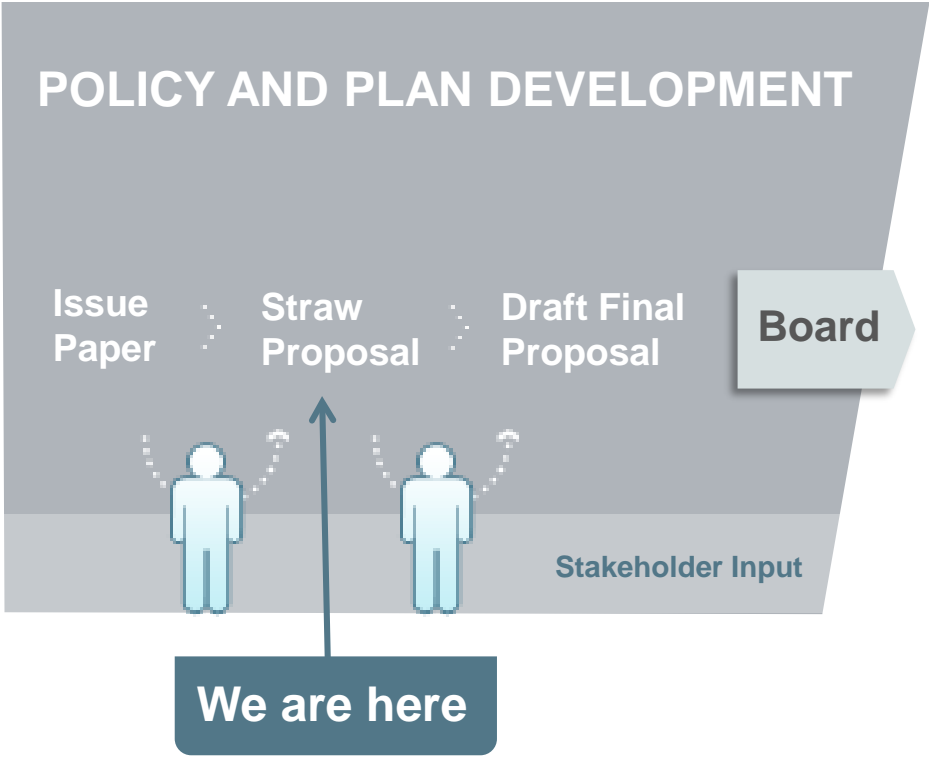 POLICY AND PLAN DEVELOPMENT
Issue
Paper
Straw
Proposal
Draft Final
Proposal
Board
Stakeholder Input
We are here